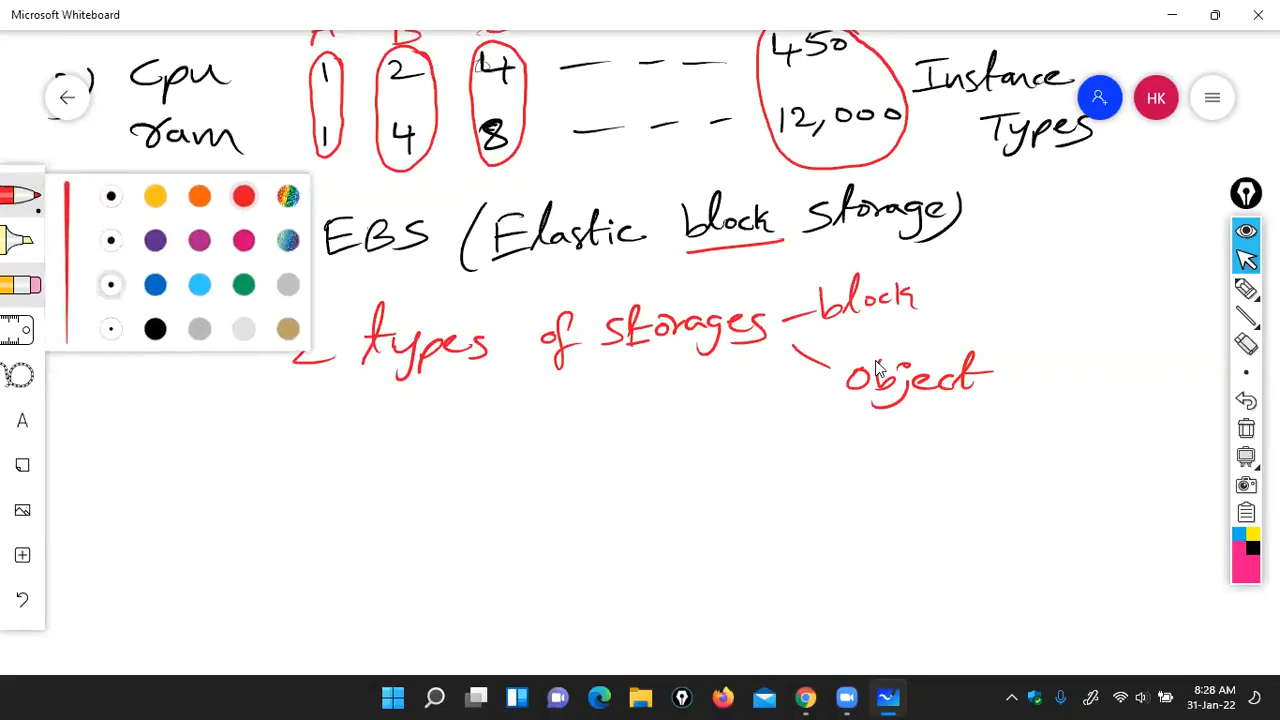 Microsoft Whiteboard
A B
Cpu 1 2 4 — - — 450 Instance
ram 1 4 8 — - - 12,000 Types
HK
EBS (Elastic block storage)
types of storages - block
object
A
8:28 AM
31-Jan-22